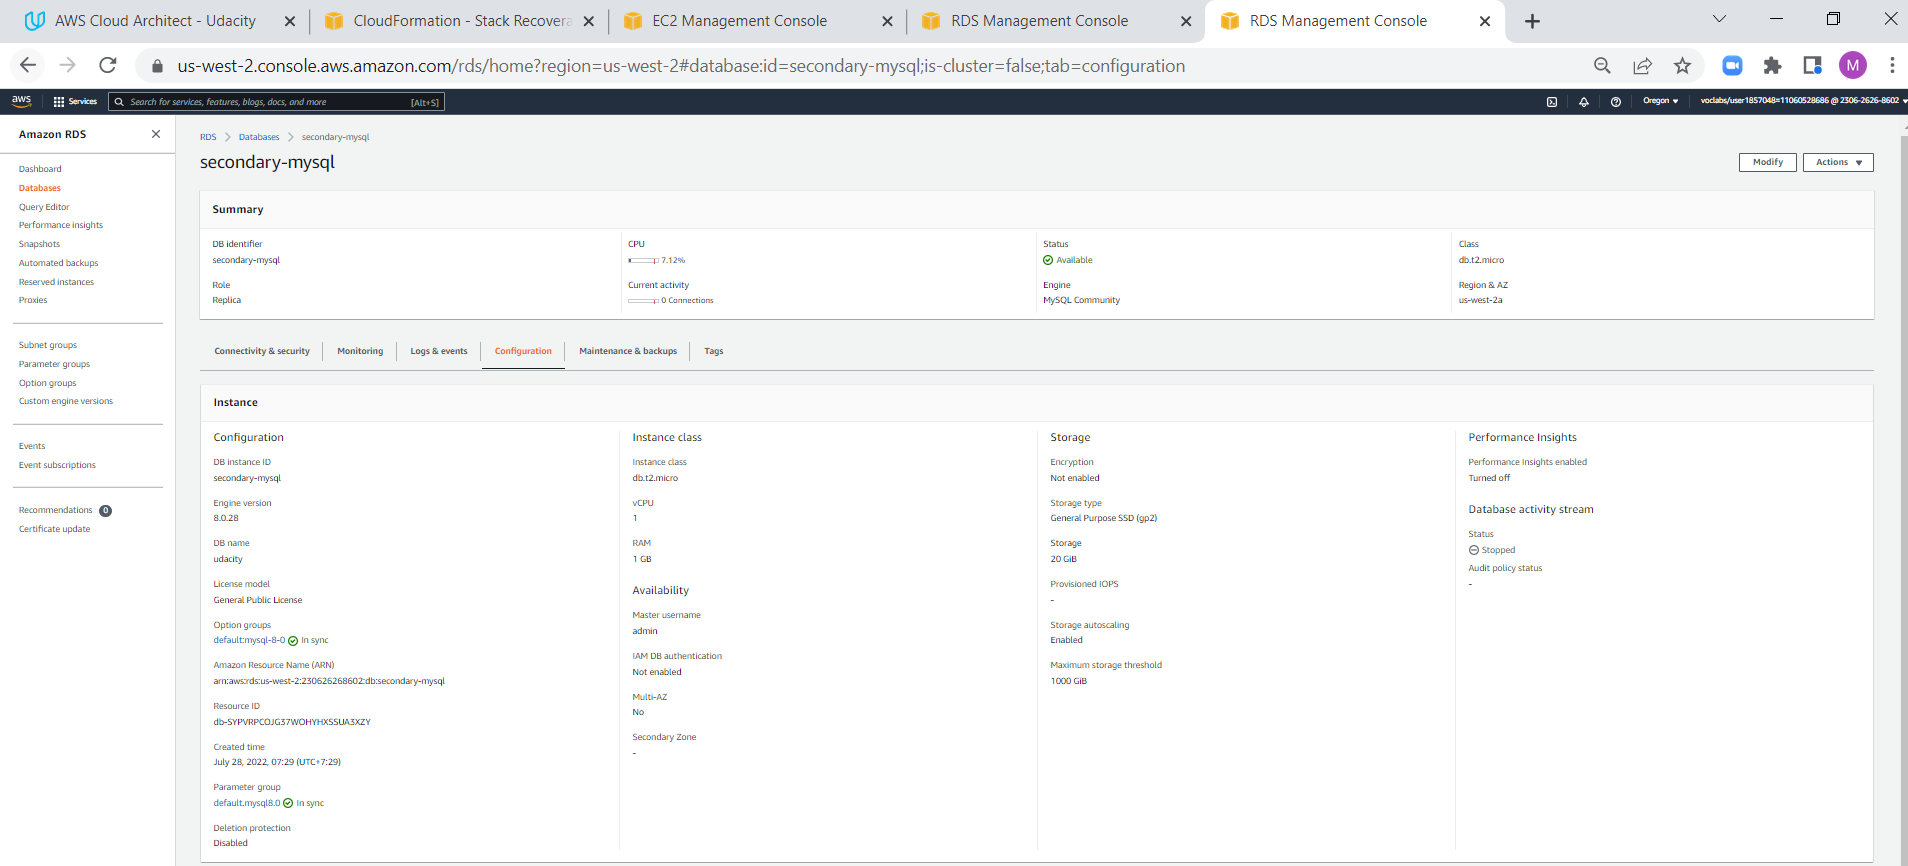 AWS Cloud Architect - Udacity
CloudFormation - Stack Recovera
EC2 Management Console
RDS Management Console
RDS Management Console
us-west-2.console.aws.amazon.com/rds/home?region=us-west-2#database:id=secondary-mysql;is-cluster=false;tab=configuration
M
aws
Services
Search for services, features, blogs, docs, and more
[Alt+S]
Oregon
voclabs/user1857048=11060528686 @ 2306-2626-8602
Amazon RDS
Dashboard
Databases
Query Editor
Performance insights
Snapshots
Automated backups
Reserved instances
Proxies
Subnet groups
Parameter groups
Option groups
Custom engine versions
Events
Event subscriptions
Recommendations 0
Certificate update
RDS
Databases
secondary-mysql
secondary-mysql
Modify
Actions
Summary
DB identifier
secondary-mysql
Role
Replica
CPU
7.12%
Current activity
0 Connections
Status
Available
Engine
MySQL Community
Class
db.t2.micro
Region & AZ
us-west-2a
Connectivity & security
Monitoring
Logs & events
Configuration
Maintenance & backups
Tags
Instance
Configuration
DB instance ID
secondary-mysql
Engine version
8.0.28
DB name
udacity
License model
General Public License
Option groups
default:mysql-8-0 In sync
Amazon Resource Name (ARN)
arn:aws:rds:us-west-2:230626268602:db:secondary-mysql
Resource ID
db-SYPVRPCOJG37WOHYHXSSUA3XZY
Created time
July 28, 2022, 07:29 (UTC+7:29)
Parameter group
default.mysql8.0 In sync
Deletion protection
Disabled
Instance class
Instance class
db.t2.micro
vCPU
1
RAM
1 GB
Availability
Master username
admin
IAM DB authentication
Not enabled
Multi-AZ
No
Secondary Zone
-
Storage
Encryption
Not enabled
Storage type
General Purpose SSD (gp2)
Storage
20 GiB
Provisioned IOPS
-
Storage autoscaling
Enabled
Maximum storage threshold
1000 GiB
Performance Insights
Performance Insights enabled
Turned off
Database activity stream
Status
Stopped
Audit policy status
-